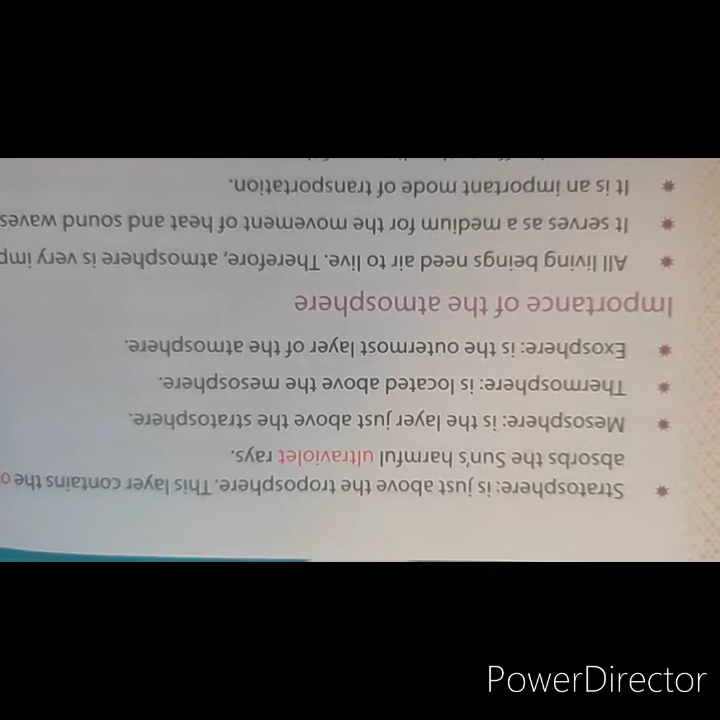 Stratosphere: is just above the troposphere. This layer contains the
absorbs the Sun's harmful ultraviolet rays.
Mesosphere: is the layer just above the stratosphere.
Thermosphere: is located above the mesosphere.
Exosphere: is the outermost layer of the atmosphere.
Importance of the atmosphere
All living beings need air to live. Therefore, atmosphere is very
It serves as a medium for the movement of heat and sound waves
It is an important mode of transportation.
PowerDirector